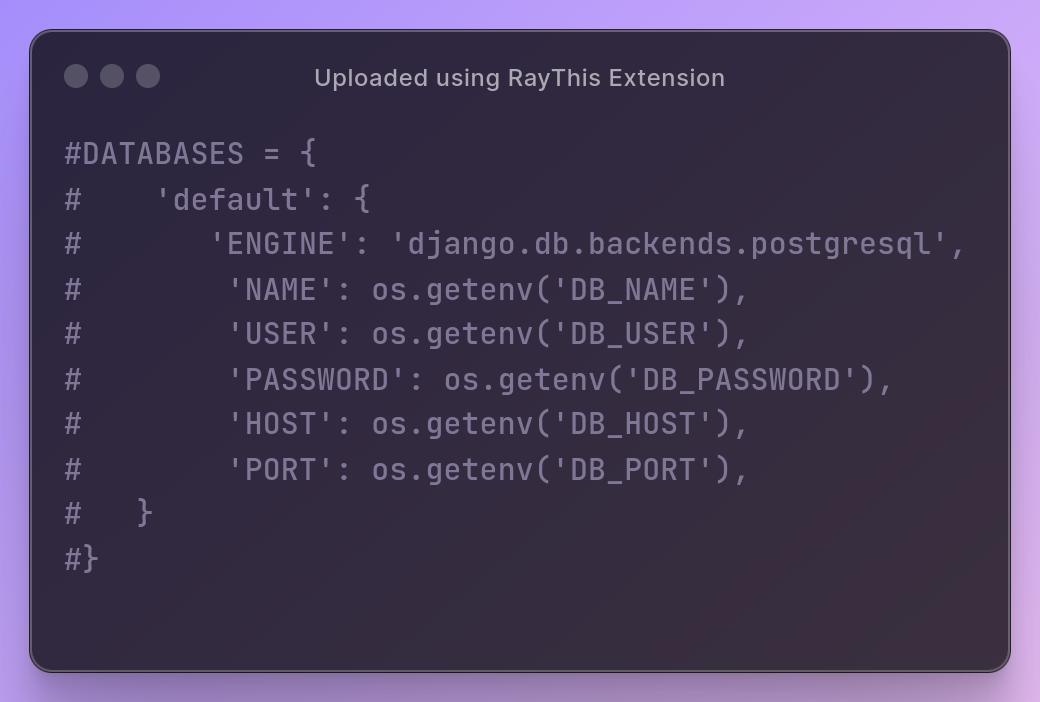 Uploaded using RayThis Extension
#DATABASES = {
#    'default': {
#       'ENGINE': 'django.db.backends.postgresql',
#        'NAME': os.getenv('DB_NAME'),
#        'USER': os.getenv('DB_USER'),
#        'PASSWORD': os.getenv('DB_PASSWORD'),
#        'HOST': os.getenv('DB_HOST'),
#        'PORT': os.getenv('DB_PORT'),
#   }
#}